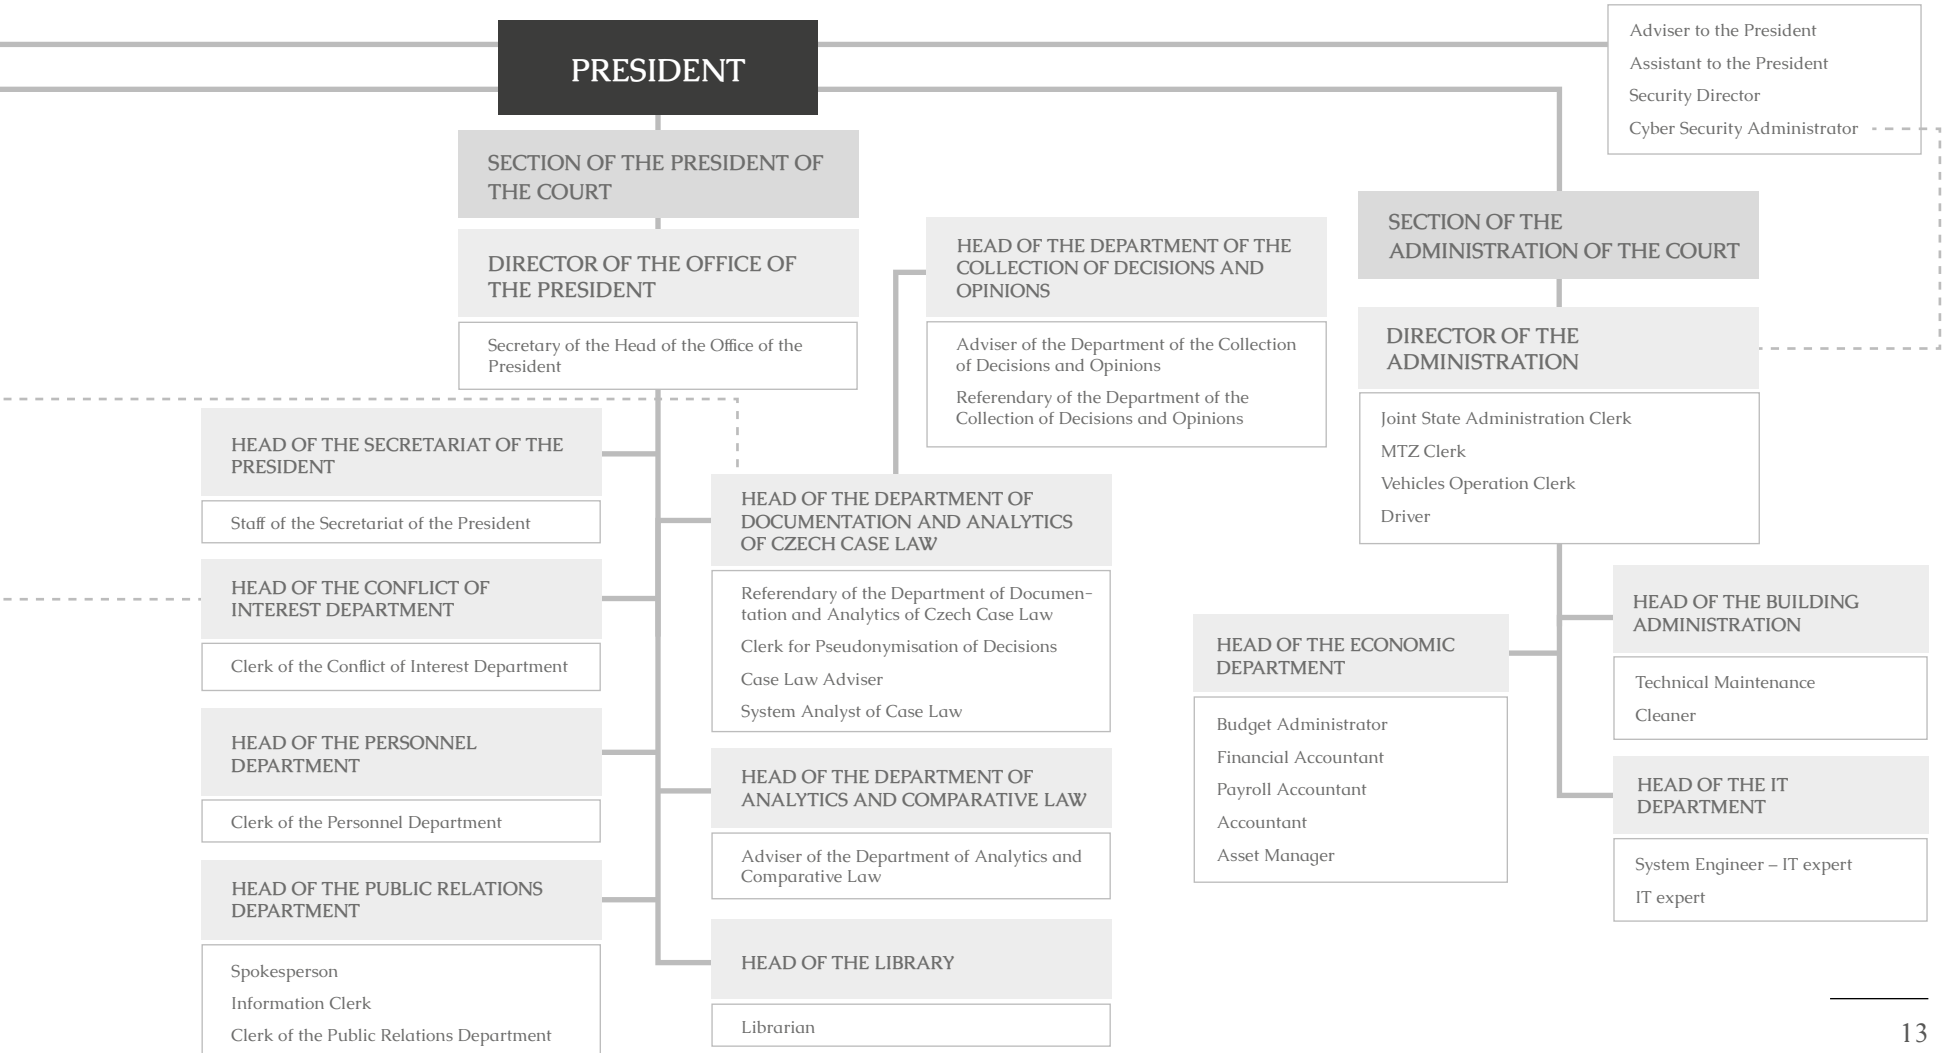 PRESIDENT
Adviser to the President
Assistant to the President
Security Director
Cyber Security Administrator
SECTION OF THE PRESIDENT OF
THE COURT
DIRECTOR OF THE OFFICE OF
THE PRESIDENT
Secretary of the Head of the Office of the
President
HEAD OF THE SECRETARIAT OF THE
PRESIDENT
Staff of the Secretariat of the President
HEAD OF THE CONFLICT OF
INTEREST DEPARTMENT
Clerk of the Conflict of Interest Department
HEAD OF THE PERSONNEL
DEPARTMENT
Clerk of the Personnel Department
HEAD OF THE PUBLIC RELATIONS
DEPARTMENT
Spokesperson
Information Clerk
Clerk of the Public Relations Department
HEAD OF THE DEPARTMENT OF THE
COLLECTION OF DECISIONS AND
OPINIONS
Adviser of the Department of the Collection
of Decisions and Opinions
Referendary of the Department of the
Collection of Decisions and Opinions
HEAD OF THE DEPARTMENT OF
DOCUMENTATION AND ANALYTICS
OF CZECH CASE LAW
Referendary of the Department of Documen-
tation and Analytics of Czech Case Law
Clerk for Pseudonymisation of Decisions
Case Law Adviser
System Analyst of Case Law
HEAD OF THE DEPARTMENT OF
ANALYTICS AND COMPARATIVE LAW
Adviser of the Department of Analytics and
Comparative Law
HEAD OF THE LIBRARY
Librarian
SECTION OF THE
ADMINISTRATION OF THE COURT
DIRECTOR OF THE
ADMINISTRATION
Joint State Administration Clerk
MTZ Clerk
Vehicles Operation Clerk
Driver
HEAD OF THE ECONOMIC
DEPARTMENT
Budget Administrator
Financial Accountant
Payroll Accountant
Accountant
Asset Manager
HEAD OF THE BUILDING
ADMINISTRATION
Technical Maintenance
Cleaner
HEAD OF THE IT
DEPARTMENT
System Engineer – IT expert
IT expert
13